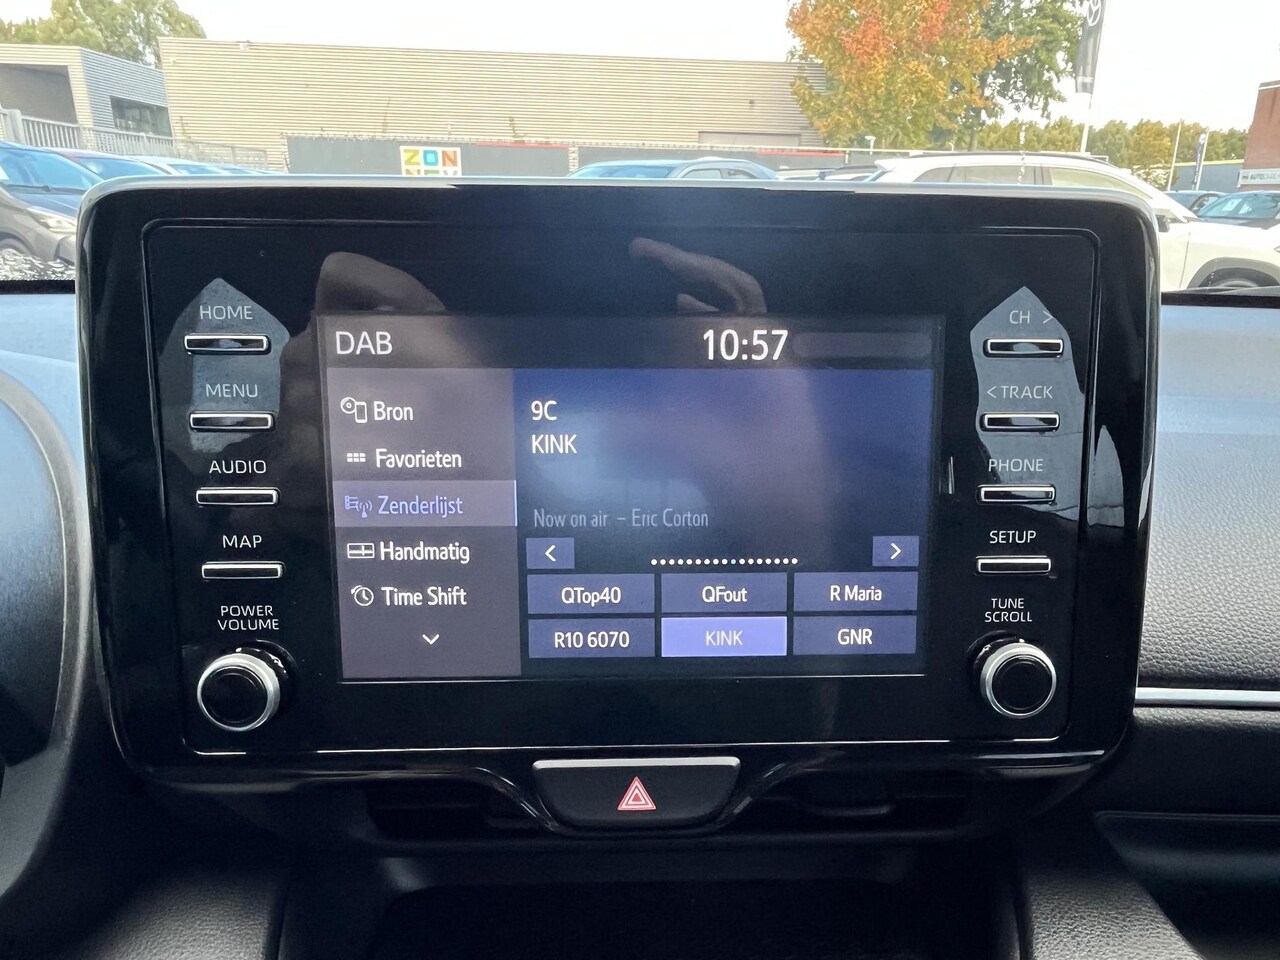 ZON
HOME
MENU
AUDIO
MAP
POWER
VOLUME
DAB
10:57
Bron
Favorieten
Zenderlijst
Handmatig
Time Shift
9C
KINK
Now on air – Eric Corton
<
>
QTop40
QFout
R Maria
R10 6070
KINK
GNR
CH >
< TRACK
PHONE
SETUP
TUNE
SCROLL